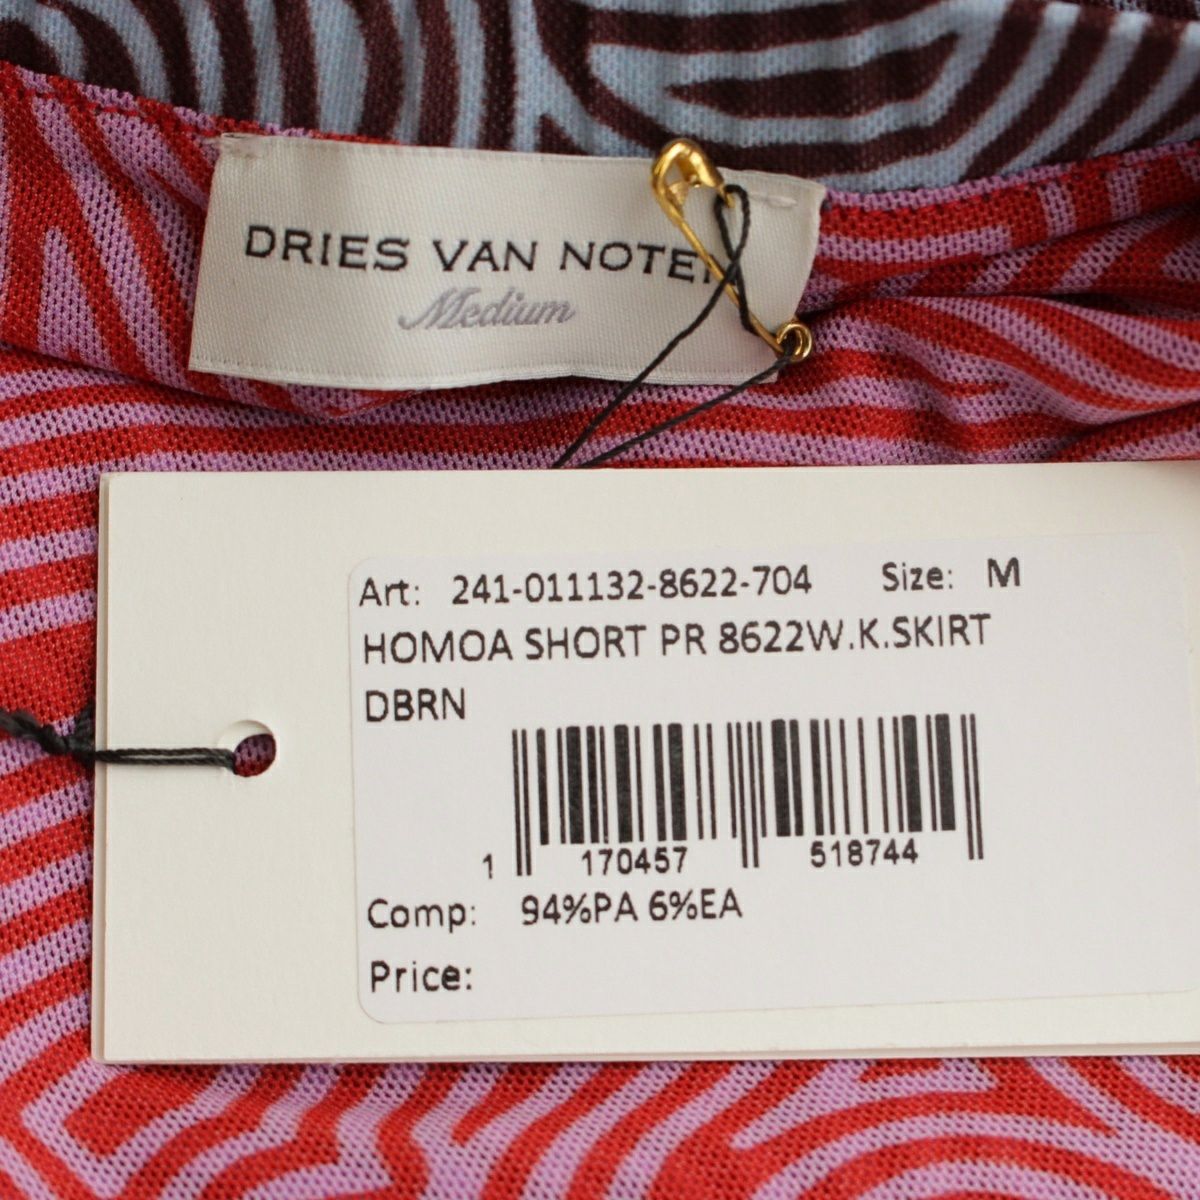 DRIES VAN NOTEN
Medium
Art: 241-011132-8622-704 Size: M
HOMOA SHORT PR 8622W.K.SKIRT
DBRN
1 170457 518744
Comp: 94%PA 6%EA
Price: